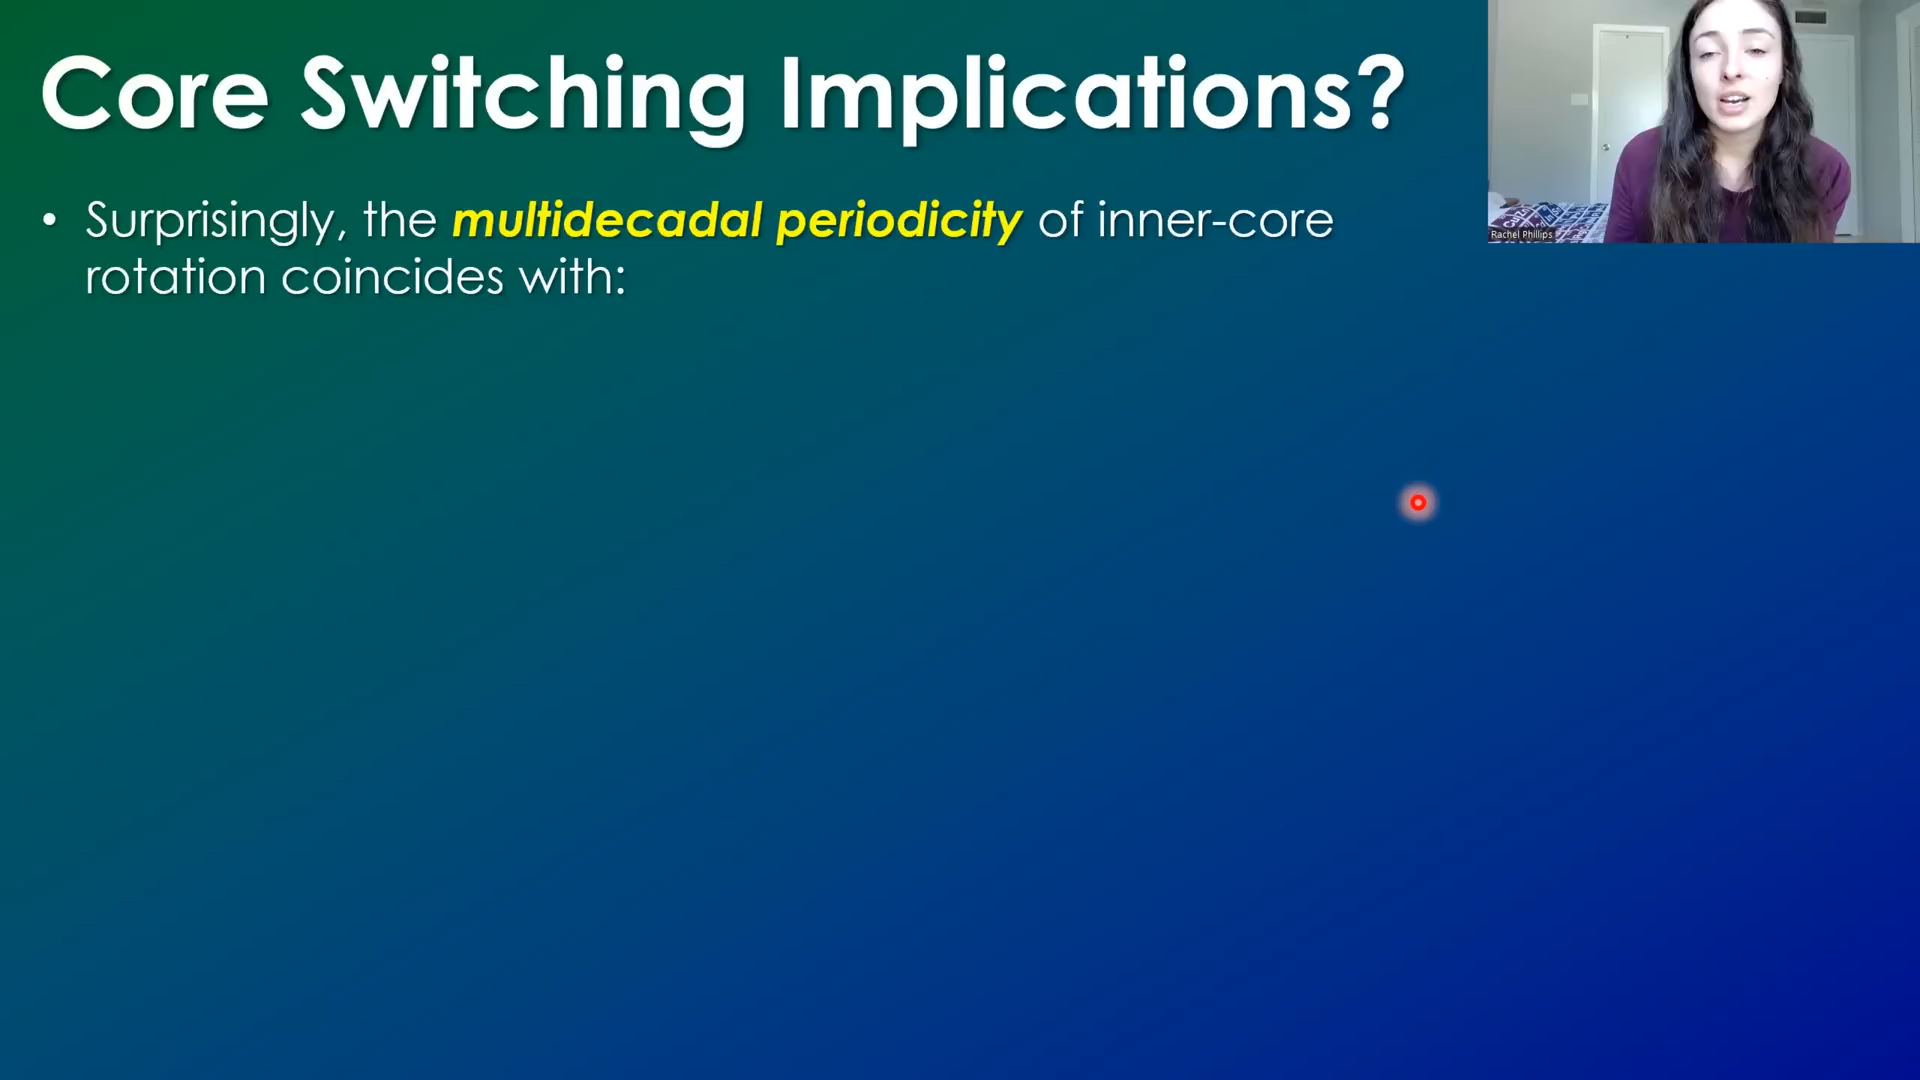 Core Switching Implications?
• Surprisingly, the multidecadal periodicity of inner-core
rotation coincides with:
Rachel Phillips